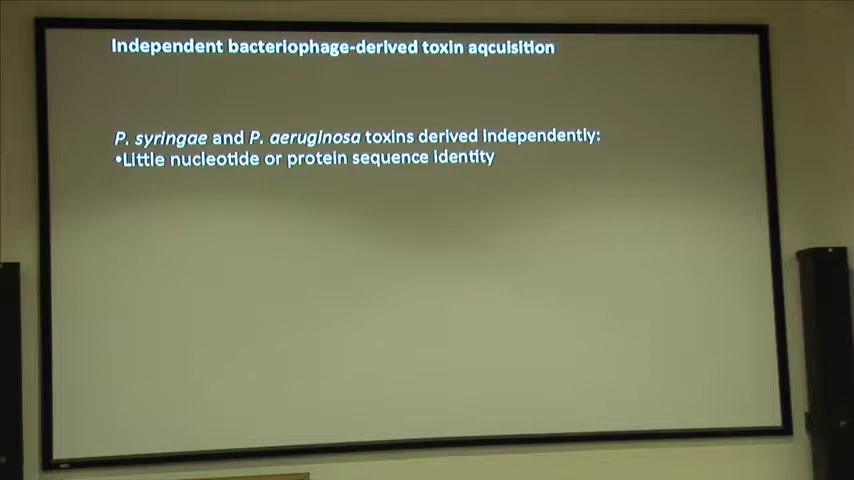 Independent bacteriophage-derived toxin aqcuisition
P. syringae and P. aeruginosa toxins derived independently:
•Little nucleotide or protein sequence identity